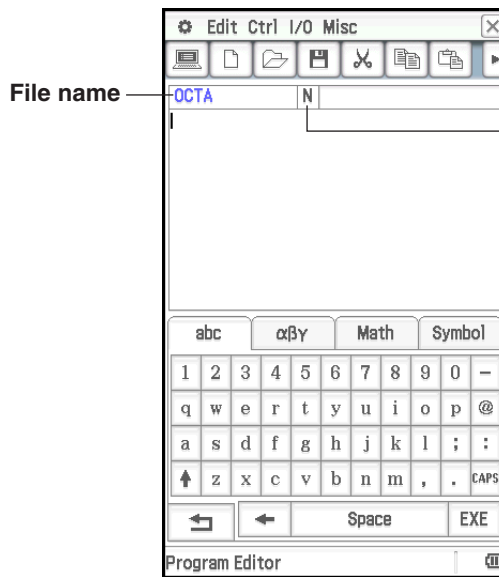 Edit Ctrl I/O Misc
File name
OCTA N
abc αβγ Math Symbol
1 2 3 4 5 6 7 8 9 0 −
q w e r t y u i o p @
a s d f g h j k l ; :
z x c v b n m , . CAPS
Space EXE
Program Editor